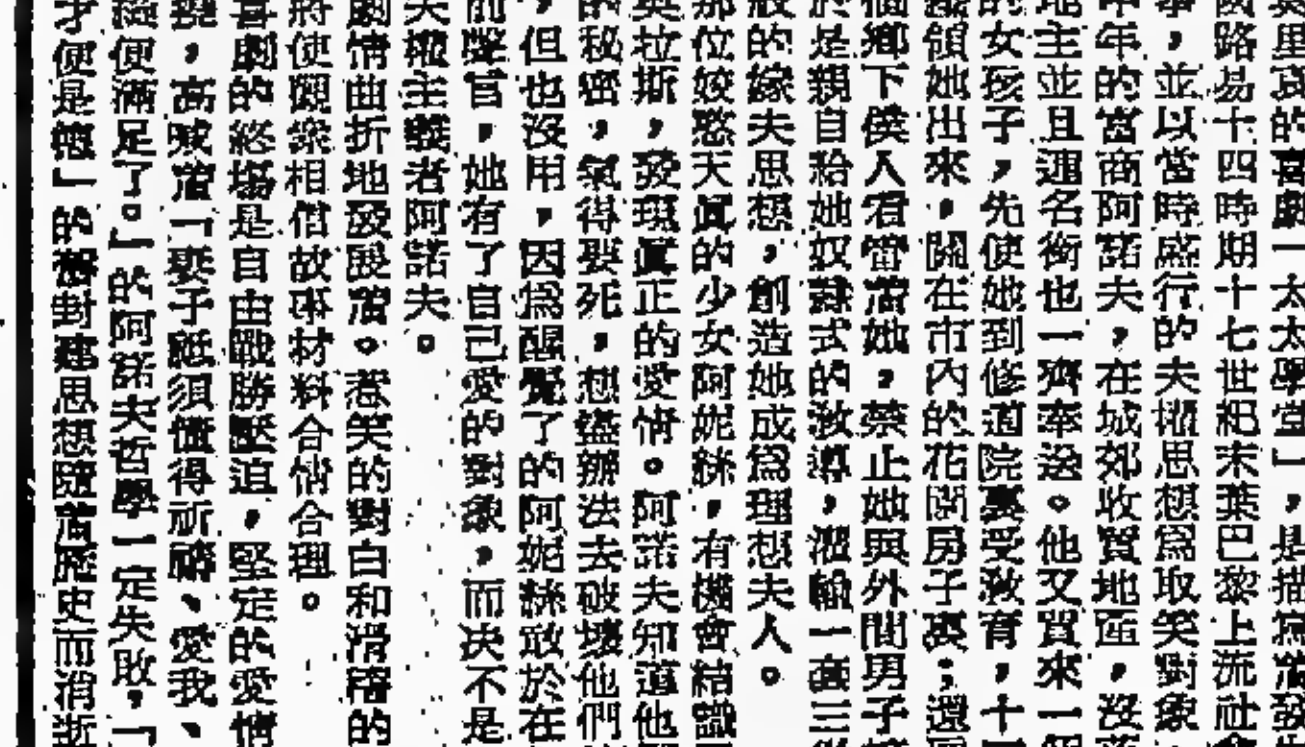 里哀的喜劇「太太學堂」，是描寫着發
國路易十四時期十七世紀末葉巴黎上流社會
事，並以當時盛行的夫權思想爲取笑對象
年的富商阿諾夫，在城郊收買地區，沒
地主並且連名銜也一齊奉送。他又買來一個
的女孩子，先使她到修道院裏受教育，十
領她出來，關在市內的花園房子裏；還
個鄉下僕人看管着她，禁止她與外間男子
於是親自給她奴隸式的教導，灌輸一套三從
般的嫁夫思想，創造她成爲理想夫人。
那位姣憨天眞的少女阿妮絲，有機會結識
英拉斯，發現眞正的愛情。阿諾夫知道他
的秘密，氣得要死，想盡辦法去破壞他們
，但也沒用，因爲醒覺了的阿妮絲敢於在
前聲言，她有了自己愛的對象，而決不是
夫權主義者阿諾夫。
劇情曲折地發展着。惹笑的對白和滑稽的
將使觀衆相信故事材料合情合理。
喜劇的終場是自由戰勝壓迫，堅定的愛情
，高喊着「妻子祇須懂得祈禱、愛我、
便滿足了。」的阿諾夫哲學一定失敗，「
才便是德」的舊封建思想隨着歷史而消逝